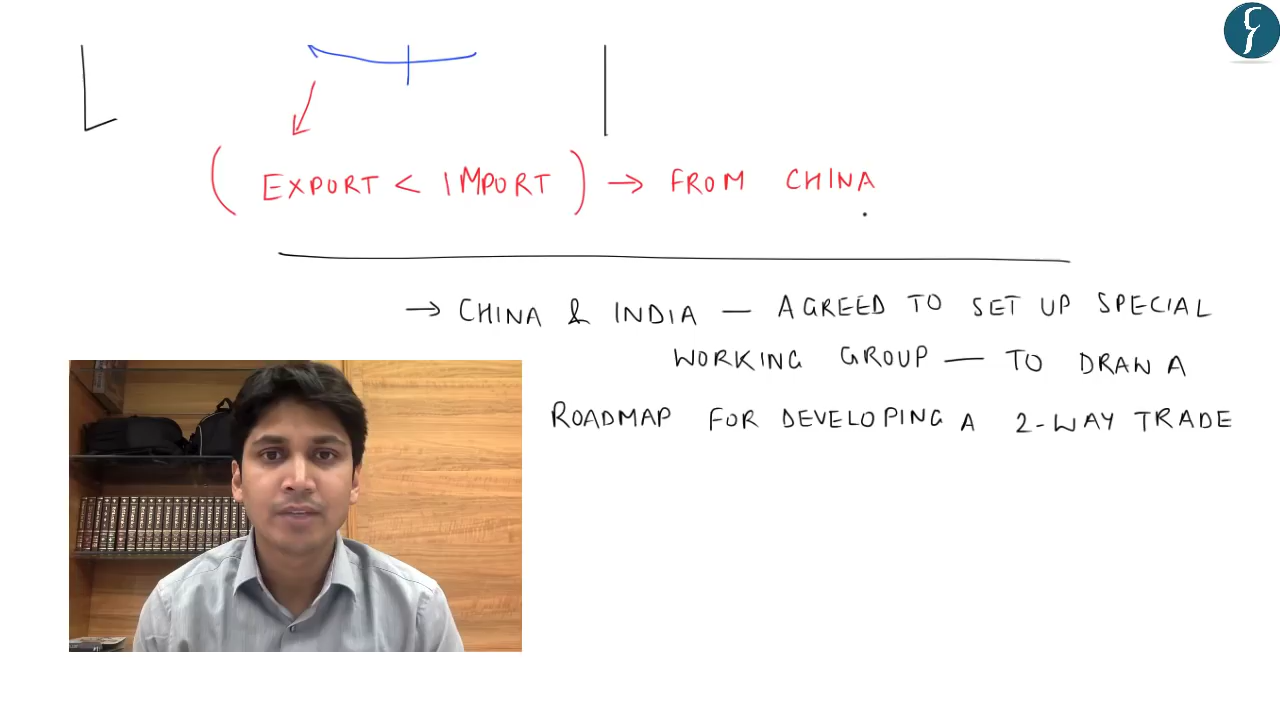 ( EXPORT < IMPORT ) → FROM CHINA
→ CHINA & INDIA — AGREED TO SET UP SPECIAL
WORKING GROUP — TO DRAW A
ROADMAP FOR DEVELOPING A 2-WAY TRADE